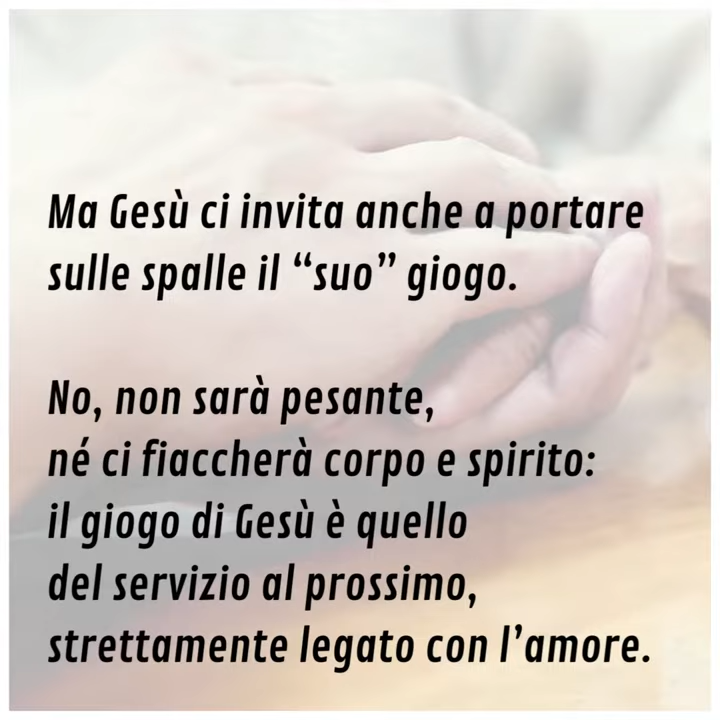 Ma Gesù ci invita anche a portare
sulle spalle il “suo” giogo.
No, non sarà pesante,
né ci fiaccherà corpo e spirito:
il giogo di Gesù è quello
del servizio al prossimo,
strettamente legato con l’amore.